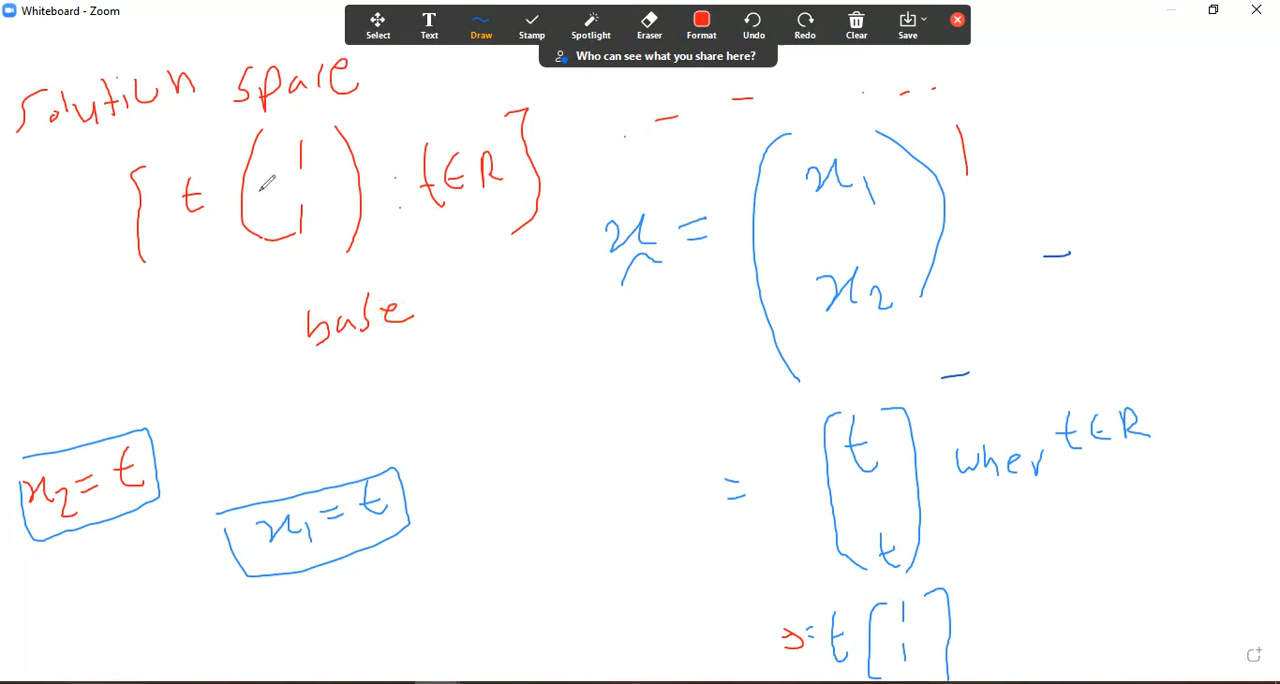 Whiteboard - Zoom
Select Text Draw Stamp Spotlight Eraser Format Undo Redo Clear Save
Who can see what you share here?
Solution space
{ t ( 1 1 ) : t ∈ R }
base
x = ( x1 x2 )
= [ t t ] wher t ∈ R
x2 = t
x1 = t
= t [ 1 1 ]